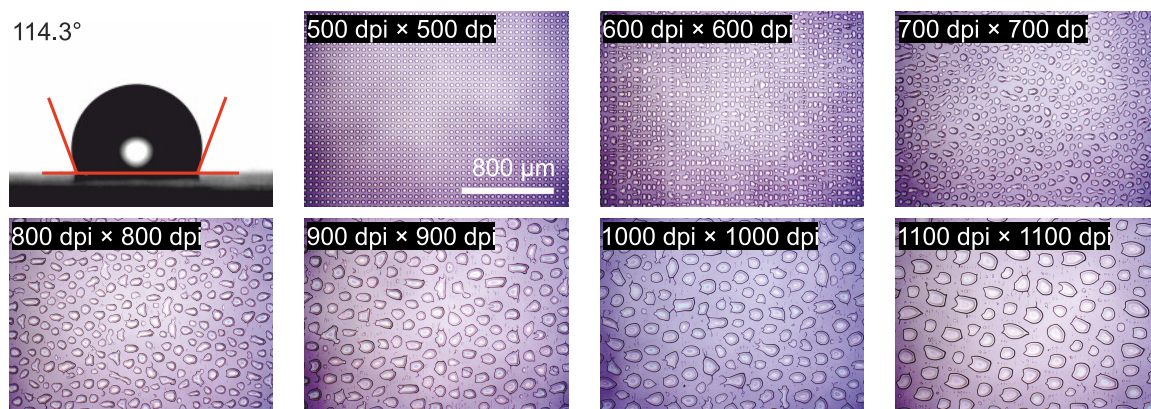 114.3°
500 dpi × 500 dpi
600 dpi × 600 dpi
700 dpi × 700 dpi
800 µm
800 dpi × 800 dpi
900 dpi × 900 dpi
1000 dpi × 1000 dpi
1100 dpi × 1100 dpi